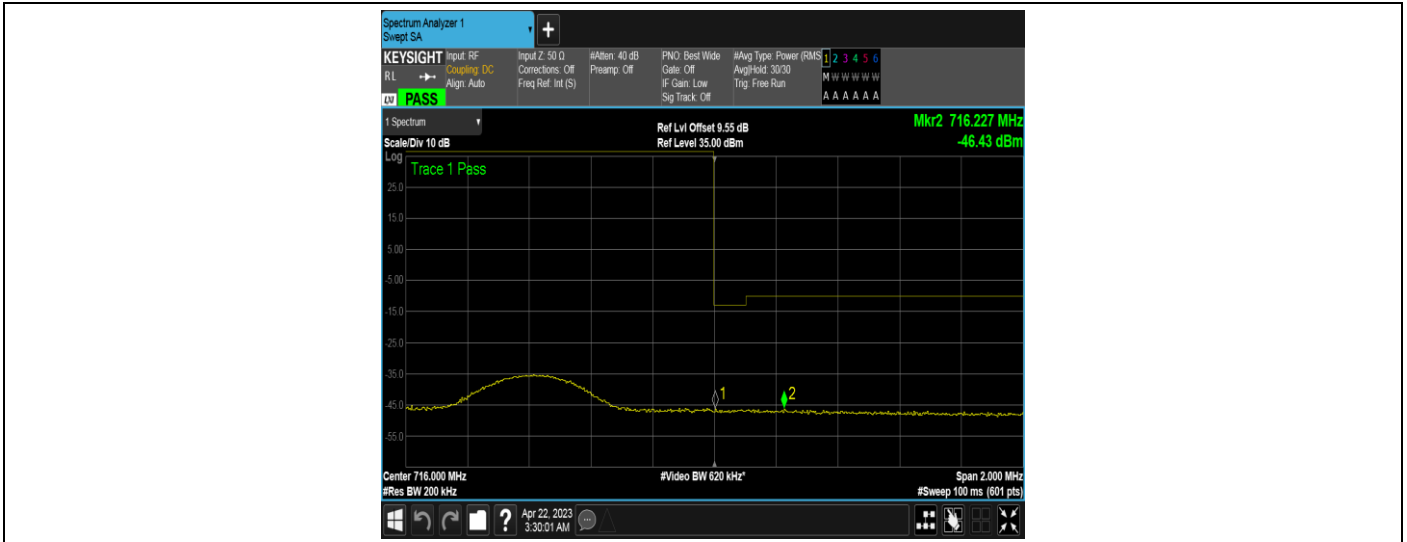 Spectrum Analyzer 1
Swept SA
+
KEYSIGHT
RL
LXI PASS
Input: RF
Coupling: DC
Align: Auto
Input Z: 50 Ω
Corrections: Off
Freq Ref: Int (S)
#Atten: 40 dB
Preamp: Off
PNO: Best Wide
Gate: Off
IF Gain: Low
Sig Track: Off
#Avg Type: Power (RMS
Avg|Hold: 30/30
Trig: Free Run
1 2 3 4 5 6
M W W W W W
A A A A A A
1 Spectrum
Scale/Div 10 dB
Ref Lvl Offset 9.55 dB
Ref Level 35.00 dBm
Mkr2 716.227 MHz
-46.43 dBm
Log
Trace 1 Pass
25.0
15.0
5.00
-5.00
-15.0
-25.0
-35.0
-45.0
-55.0
1
2
Center 716.000 MHz
#Res BW 200 kHz
#Video BW 620 kHz*
Span 2.000 MHz
#Sweep 100 ms (601 pts)
?
Apr 22, 2023
3:30:01 AM